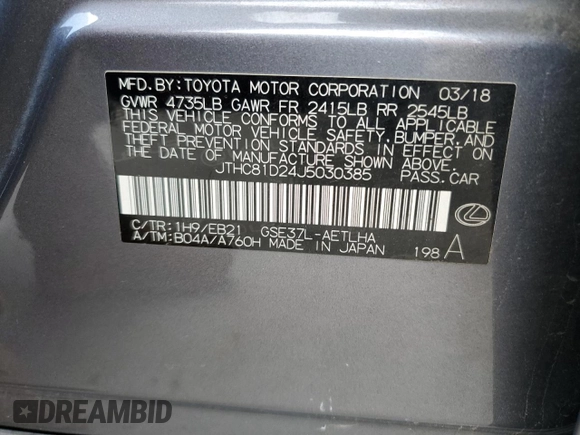 MFD. BY: TOYOTA MOTOR CORPORATION 03/18
GVWR 4735LB GAWR FR 2415LB RR 2545LB
THIS VEHICLE CONFORMS TO ALL APPLICABLE
FEDERAL MOTOR VEHICLE SAFETY, BUMPER, AND
THEFT PREVENTION STANDARDS IN EFFECT ON
THE DATE OF MANUFACTURE SHOWN ABOVE.
JTHC81D24J5030385 PASS. CAR
C/TR: 1H9/EB21 GSE37L-AETLHA
A/TM: B04A/A760H MADE IN JAPAN 198 A
DREAMBID